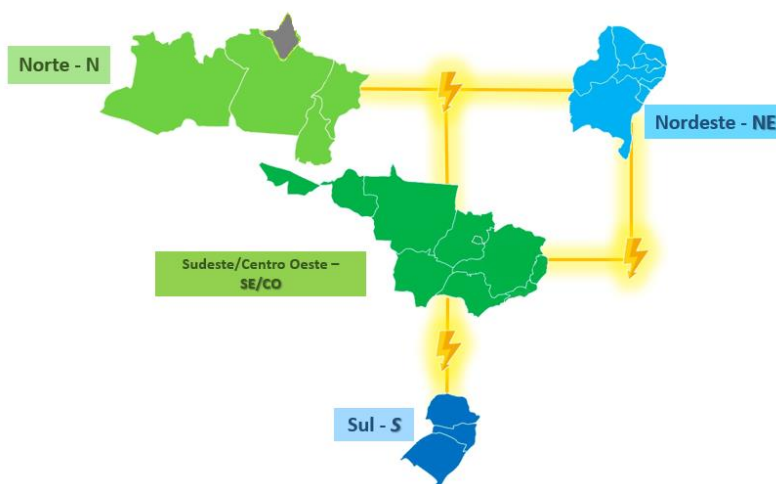 Norte - N
Nordeste - NE
Sudeste/Centro Oeste –
SE/CO
Sul - S